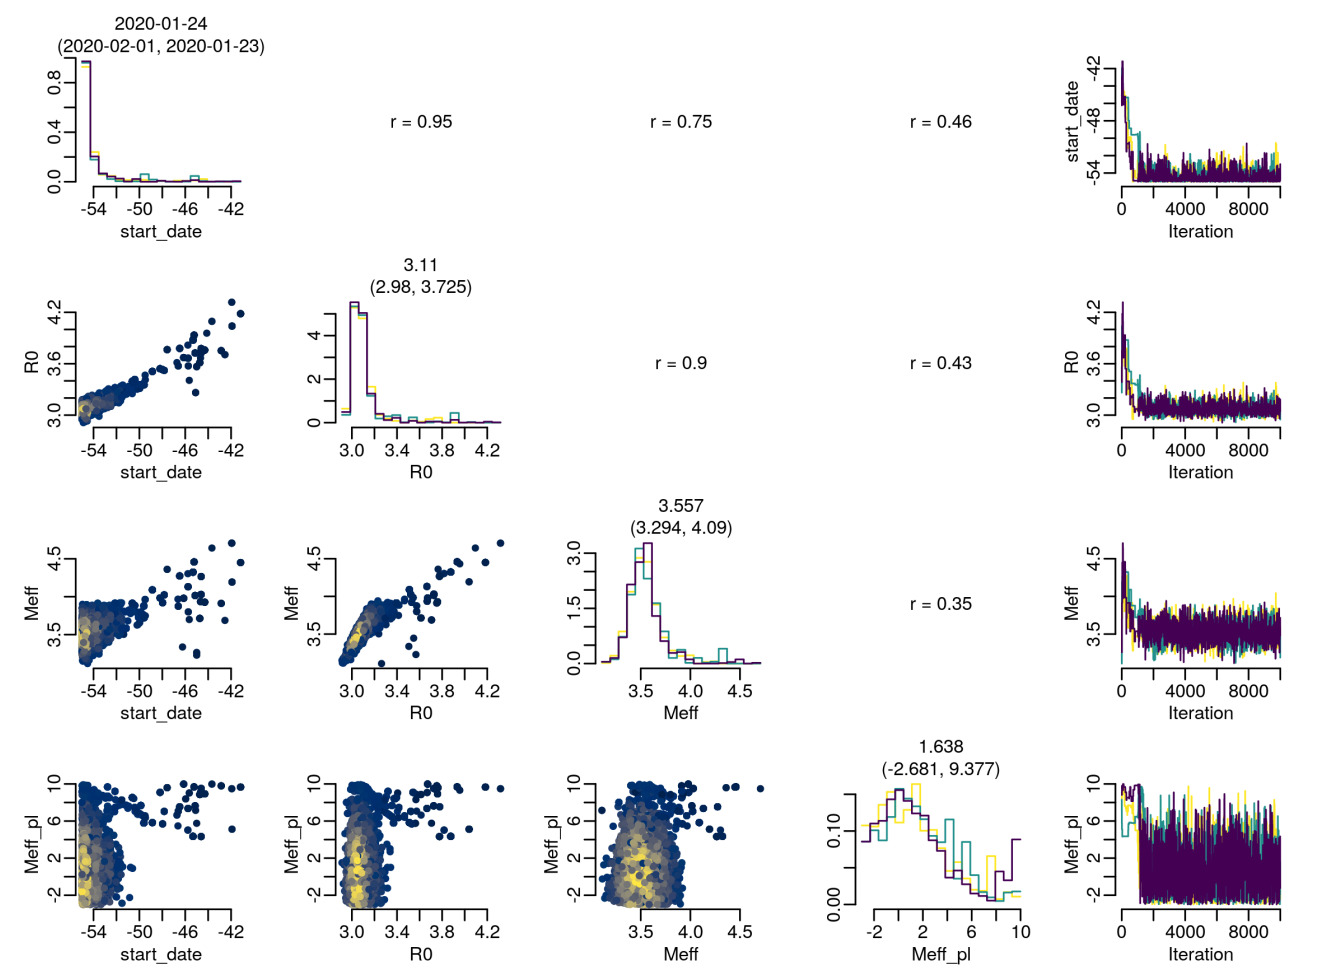 2020-01-24
(2020-02-01, 2020-01-23)
0.0 0.4 0.8
-54 -50 -46 -42
start_date
r = 0.95
r = 0.75
r = 0.46
start_date
-54 -48 -42
0 4000 8000
Iteration
R0
3.0 3.6 4.2
-54 -50 -46 -42
start_date
3.11
(2.98, 3.725)
0 2 4
3.0 3.4 3.8 4.2
R0
r = 0.9
r = 0.43
R0
3.0 3.6 4.2
0 4000 8000
Iteration
Meff
3.5 4.5
-54 -50 -46 -42
start_date
Meff
3.5 4.5
3.0 3.4 3.8 4.2
R0
3.557
(3.294, 4.09)
0.0 1.5 3.0
3.5 4.0 4.5
Meff
r = 0.35
Meff
3.5 4.5
0 4000 8000
Iteration
Meff_pl
-2 2 6 10
-54 -50 -46 -42
start_date
Meff_pl
-2 2 6 10
3.0 3.4 3.8 4.2
R0
Meff_pl
-2 2 6 10
3.5 4.0 4.5
Meff
1.638
(-2.681, 9.377)
0.00 0.10
-2 2 6 10
Meff_pl
Meff_pl
-2 2 6 10
0 4000 8000
Iteration